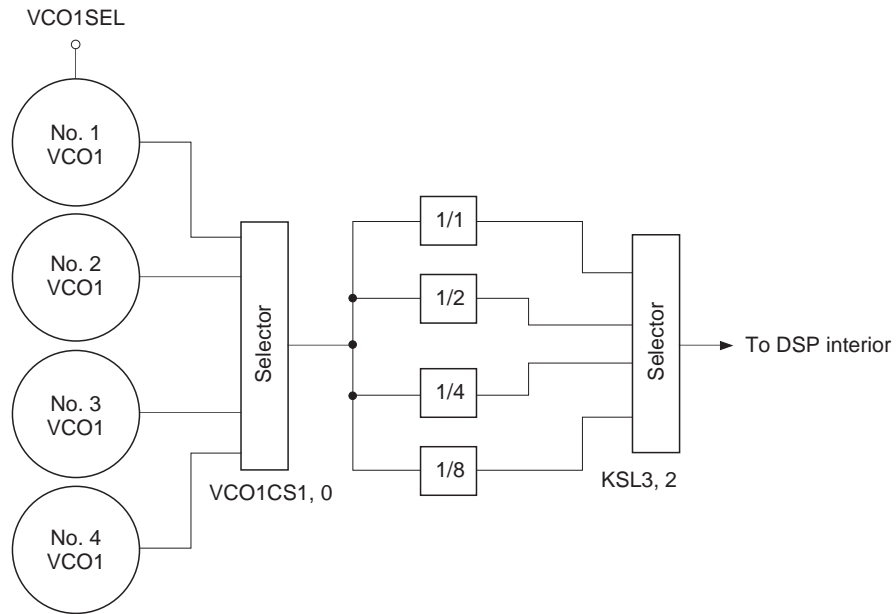 VCO1SEL
No. 1
VCO1
No. 2
VCO1
No. 3
VCO1
No. 4
VCO1
Selector
VCO1CS1, 0
1/1
1/2
1/4
1/8
Selector
KSL3, 2
To DSP interior